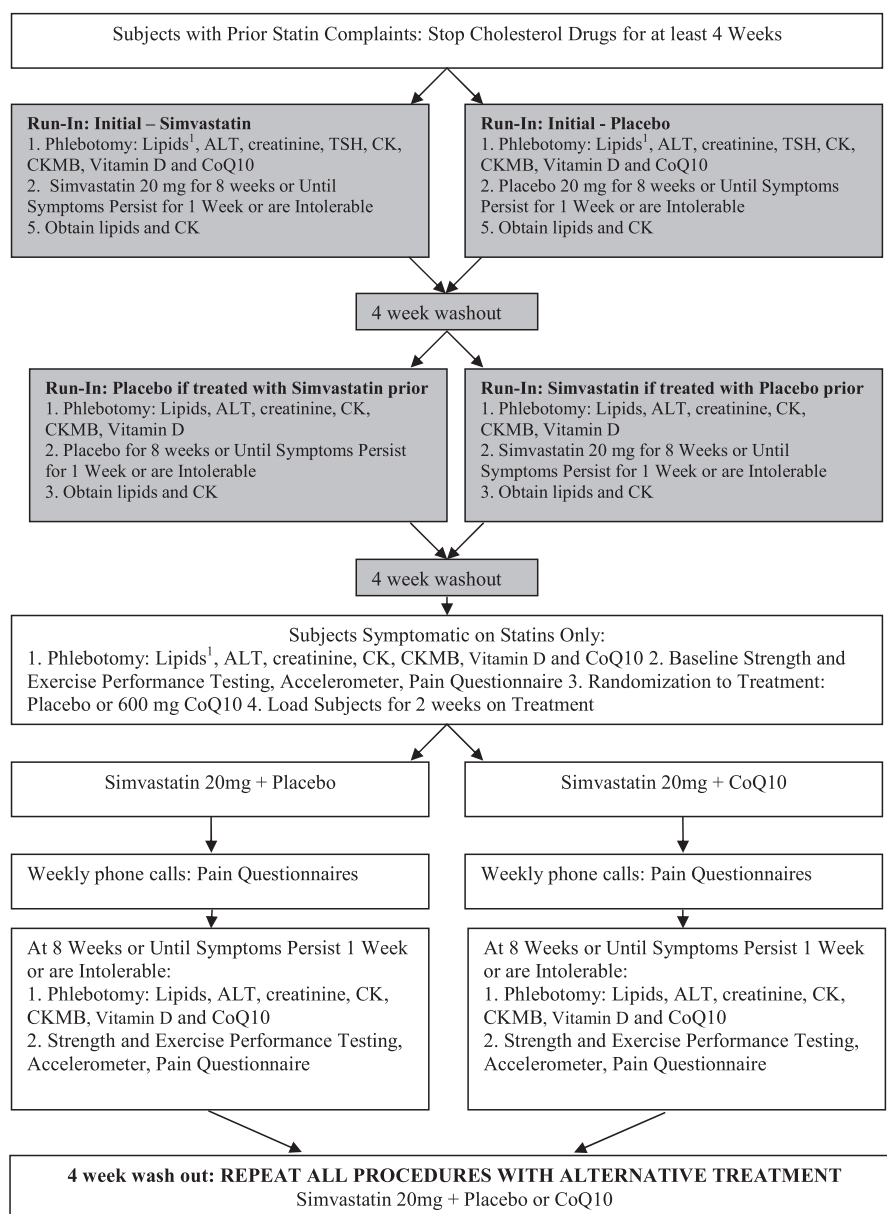 Subjects with Prior Statin Complaints: Stop Cholesterol Drugs for at least 4 Weeks
Run-In: Initial – Simvastatin
1. Phlebotomy: Lipids¹, ALT, creatinine, TSH, CK,
CKMB, Vitamin D and CoQ10
2. Simvastatin 20 mg for 8 weeks or Until
Symptoms Persist for 1 Week or are Intolerable
5. Obtain lipids and CK
Run-In: Initial - Placebo
1. Phlebotomy: Lipids¹, ALT, creatinine, TSH, CK,
CKMB, Vitamin D and CoQ10
2. Placebo 20 mg for 8 weeks or Until Symptoms
Persist for 1 Week or are Intolerable
5. Obtain lipids and CK
4 week washout
Run-In: Placebo if treated with Simvastatin prior
1. Phlebotomy: Lipids, ALT, creatinine, CK,
CKMB, Vitamin D
2. Placebo for 8 weeks or Until Symptoms Persist
for 1 Week or are Intolerable
3. Obtain lipids and CK
Run-In: Simvastatin if treated with Placebo prior
1. Phlebotomy: Lipids, ALT, creatinine, CK,
CKMB, Vitamin D
2. Simvastatin 20 mg for 8 Weeks or Until
Symptoms Persist for 1 Week or are Intolerable
3. Obtain lipids and CK
4 week washout
Subjects Symptomatic on Statins Only:
1. Phlebotomy: Lipids¹, ALT, creatinine, CK, CKMB, Vitamin D and CoQ10 2. Baseline Strength and
Exercise Performance Testing, Accelerometer, Pain Questionnaire 3. Randomization to Treatment:
Placebo or 600 mg CoQ10 4. Load Subjects for 2 weeks on Treatment
Simvastatin 20mg + Placebo
Simvastatin 20mg + CoQ10
Weekly phone calls: Pain Questionnaires
Weekly phone calls: Pain Questionnaires
At 8 Weeks or Until Symptoms Persist 1 Week
or are Intolerable:
1. Phlebotomy: Lipids, ALT, creatinine, CK,
CKMB, Vitamin D and CoQ10
2. Strength and Exercise Performance Testing,
Accelerometer, Pain Questionnaire
At 8 Weeks or Until Symptoms Persist 1 Week
or are Intolerable:
1. Phlebotomy: Lipids, ALT, creatinine, CK,
CKMB, Vitamin D and CoQ10
2. Strength and Exercise Performance Testing,
Accelerometer, Pain Questionnaire
4 week wash out: REPEAT ALL PROCEDURES WITH ALTERNATIVE TREATMENT
Simvastatin 20mg + Placebo or CoQ10